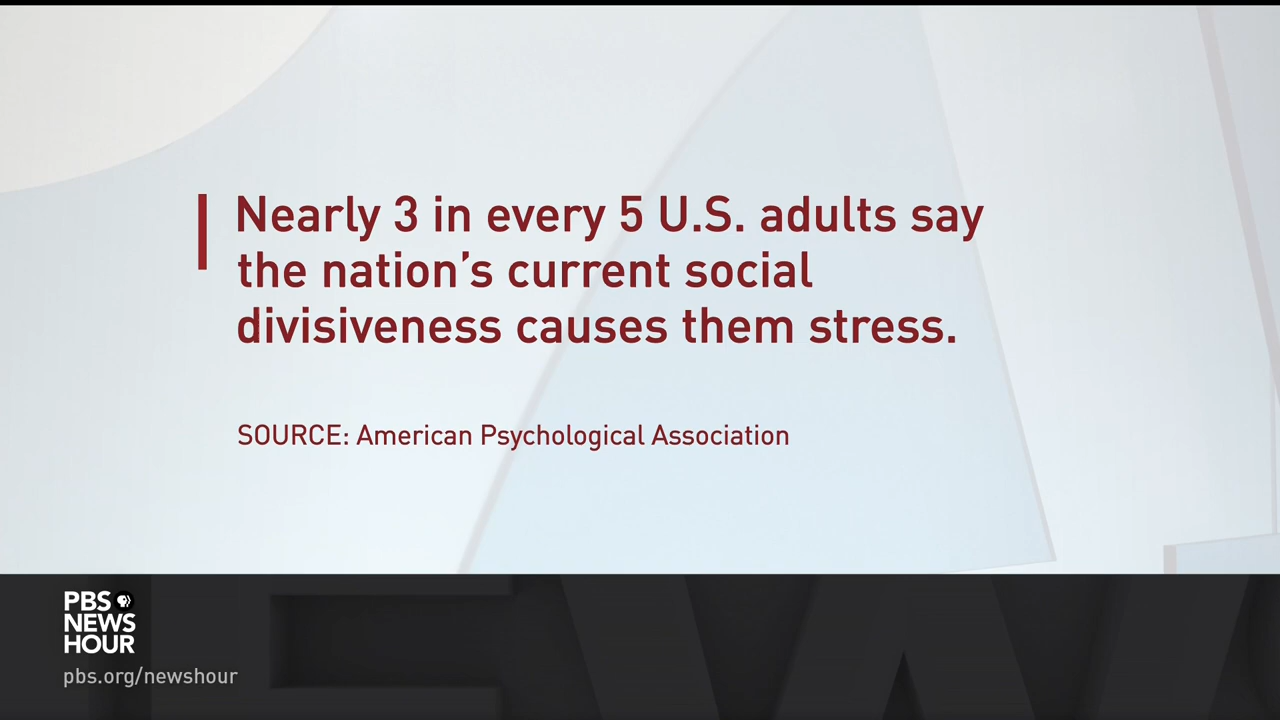 Nearly 3 in every 5 U.S. adults say
the nation's current social
divisiveness causes them stress.
SOURCE: American Psychological Association
PBS
NEWS
HOUR
pbs.org/newshour